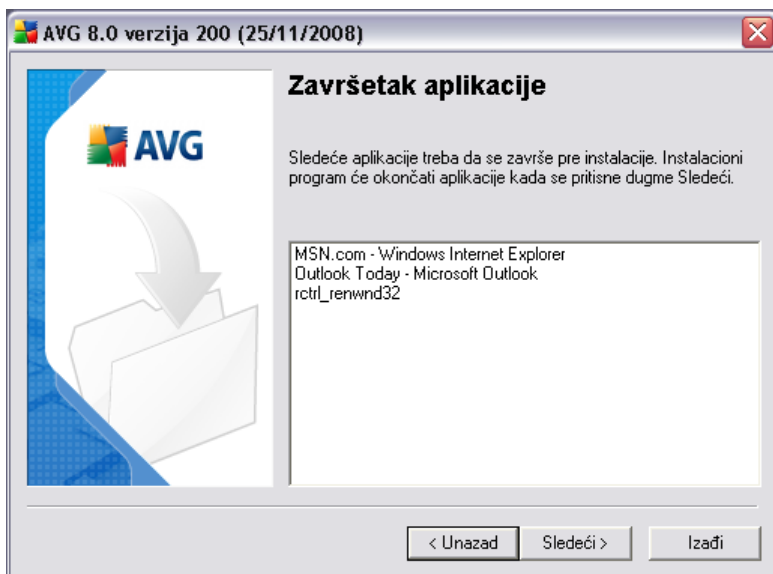 AVG 8.0 verzija 200 (25/11/2008)
AVG
Završetak aplikacije
Sledeće aplikacije treba da se završe pre instalacije. Instalacioni
program će okončati aplikacije kada se pritisne dugme Sledeći.
MSN.com - Windows Internet Explorer
Outlook Today - Microsoft Outlook
rctrl_renwnd32
< Unazad
Sledeći >
Izađi